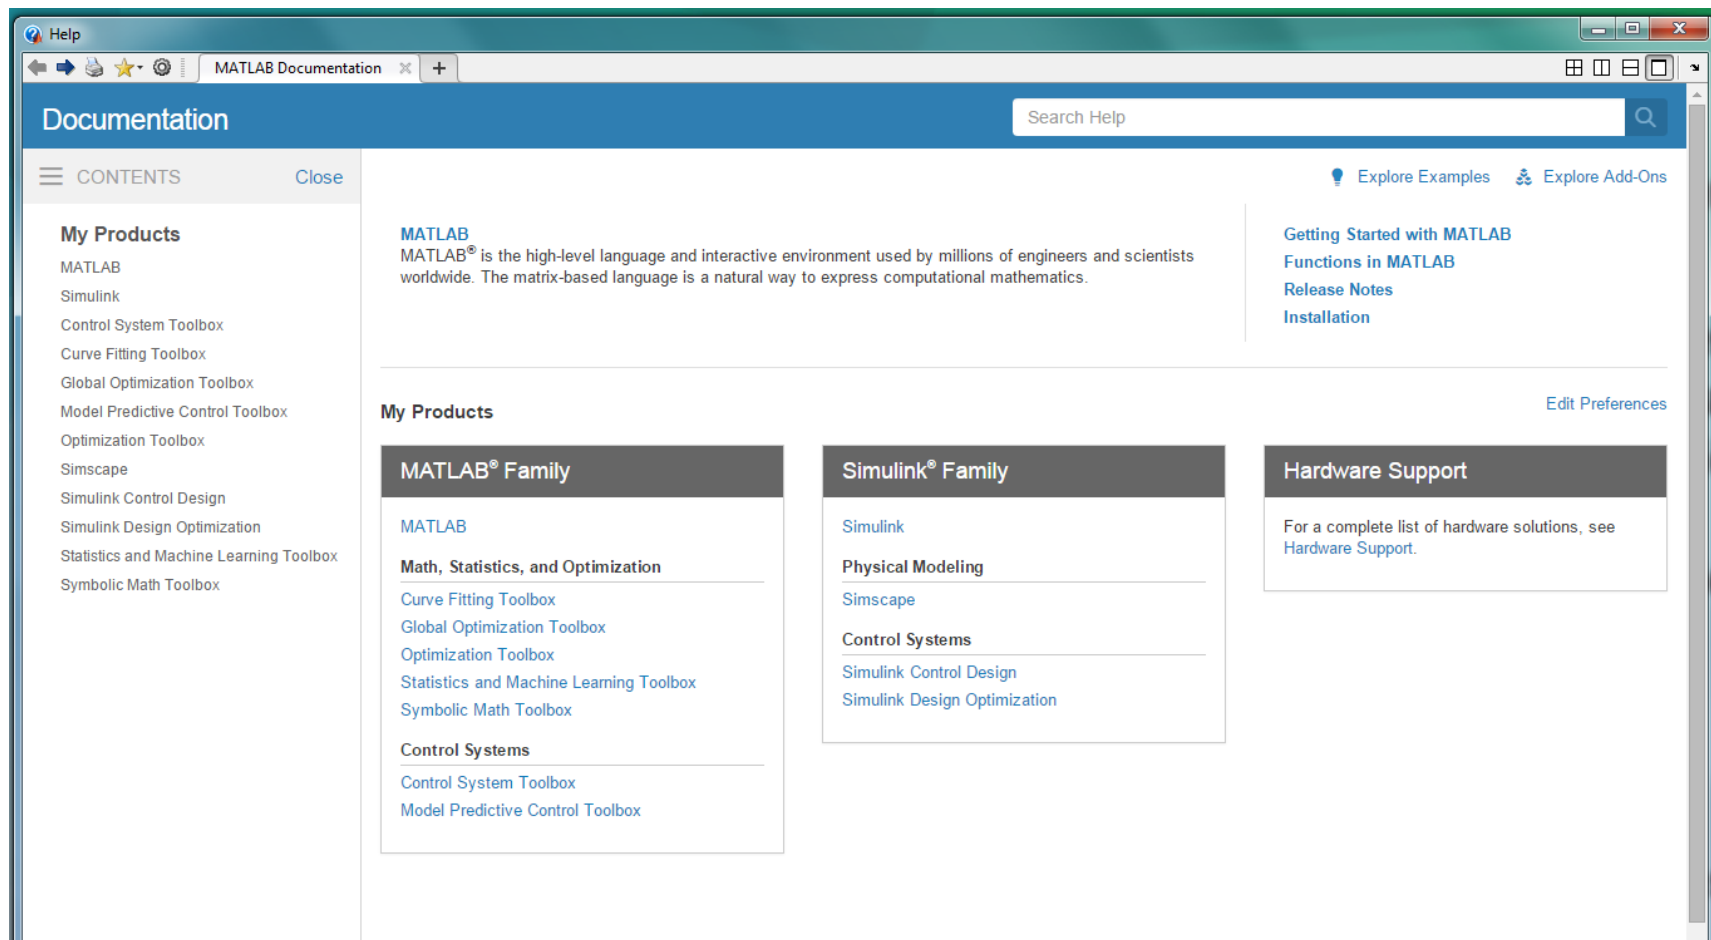 Help
MATLAB Documentation
Documentation
Search Help
CONTENTS
Close
Explore Examples
Explore Add-Ons
My Products
MATLAB
Simulink
Control System Toolbox
Curve Fitting Toolbox
Global Optimization Toolbox
Model Predictive Control Toolbox
Optimization Toolbox
Simscape
Simulink Control Design
Simulink Design Optimization
Statistics and Machine Learning Toolbox
Symbolic Math Toolbox
MATLAB
MATLAB® is the high-level language and interactive environment used by millions of engineers and scientists
worldwide. The matrix-based language is a natural way to express computational mathematics.
Getting Started with MATLAB
Functions in MATLAB
Release Notes
Installation
My Products
Edit Preferences
MATLAB® Family
MATLAB
Math, Statistics, and Optimization
Curve Fitting Toolbox
Global Optimization Toolbox
Optimization Toolbox
Statistics and Machine Learning Toolbox
Symbolic Math Toolbox
Control Systems
Control System Toolbox
Model Predictive Control Toolbox
Simulink® Family
Simulink
Physical Modeling
Simscape
Control Systems
Simulink Control Design
Simulink Design Optimization
Hardware Support
For a complete list of hardware solutions, see
Hardware Support.